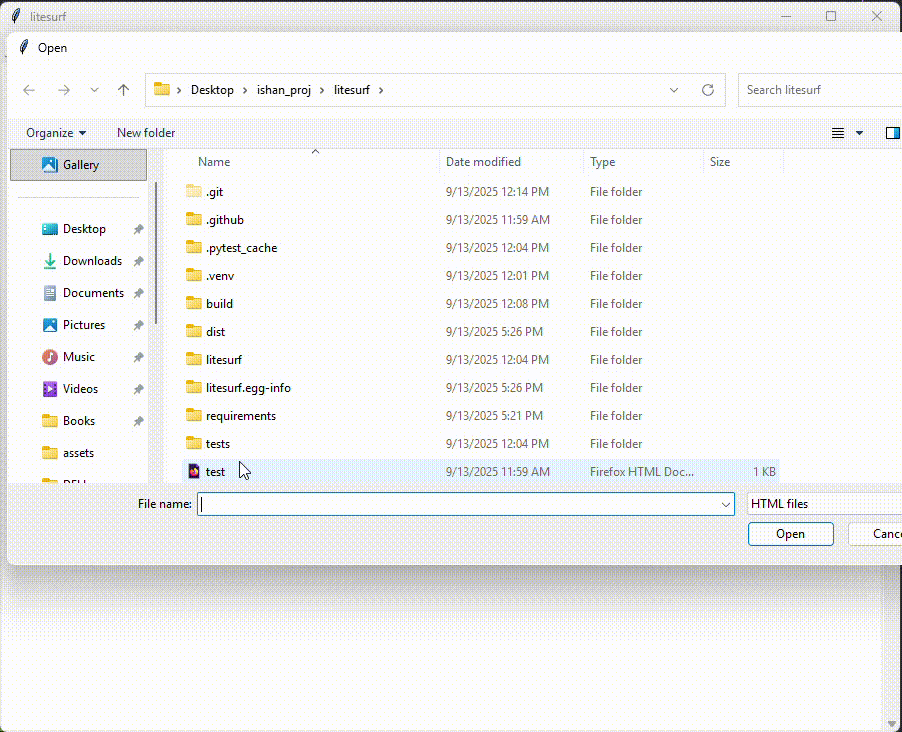 litesurf
Open
Desktop > ishan_proj > litesurf >
Search litesurf
Organize
New folder
Name
Date modified
Type
Size
Gallery
Desktop
Downloads
Documents
Pictures
Music
Videos
Books
assets
.git 9/13/2025 12:14 PM File folder
.github 9/13/2025 11:59 AM File folder
.pytest_cache 9/13/2025 12:04 PM File folder
.venv 9/13/2025 12:01 PM File folder
build 9/13/2025 12:08 PM File folder
dist 9/13/2025 5:26 PM File folder
litesurf 9/13/2025 12:04 PM File folder
litesurf.egg-info 9/13/2025 5:26 PM File folder
requirements 9/13/2025 5:21 PM File folder
tests 9/13/2025 12:04 PM File folder
test 9/13/2025 11:59 AM Firefox HTML Doc... 1 KB
File name:
HTML files
Open
Cance